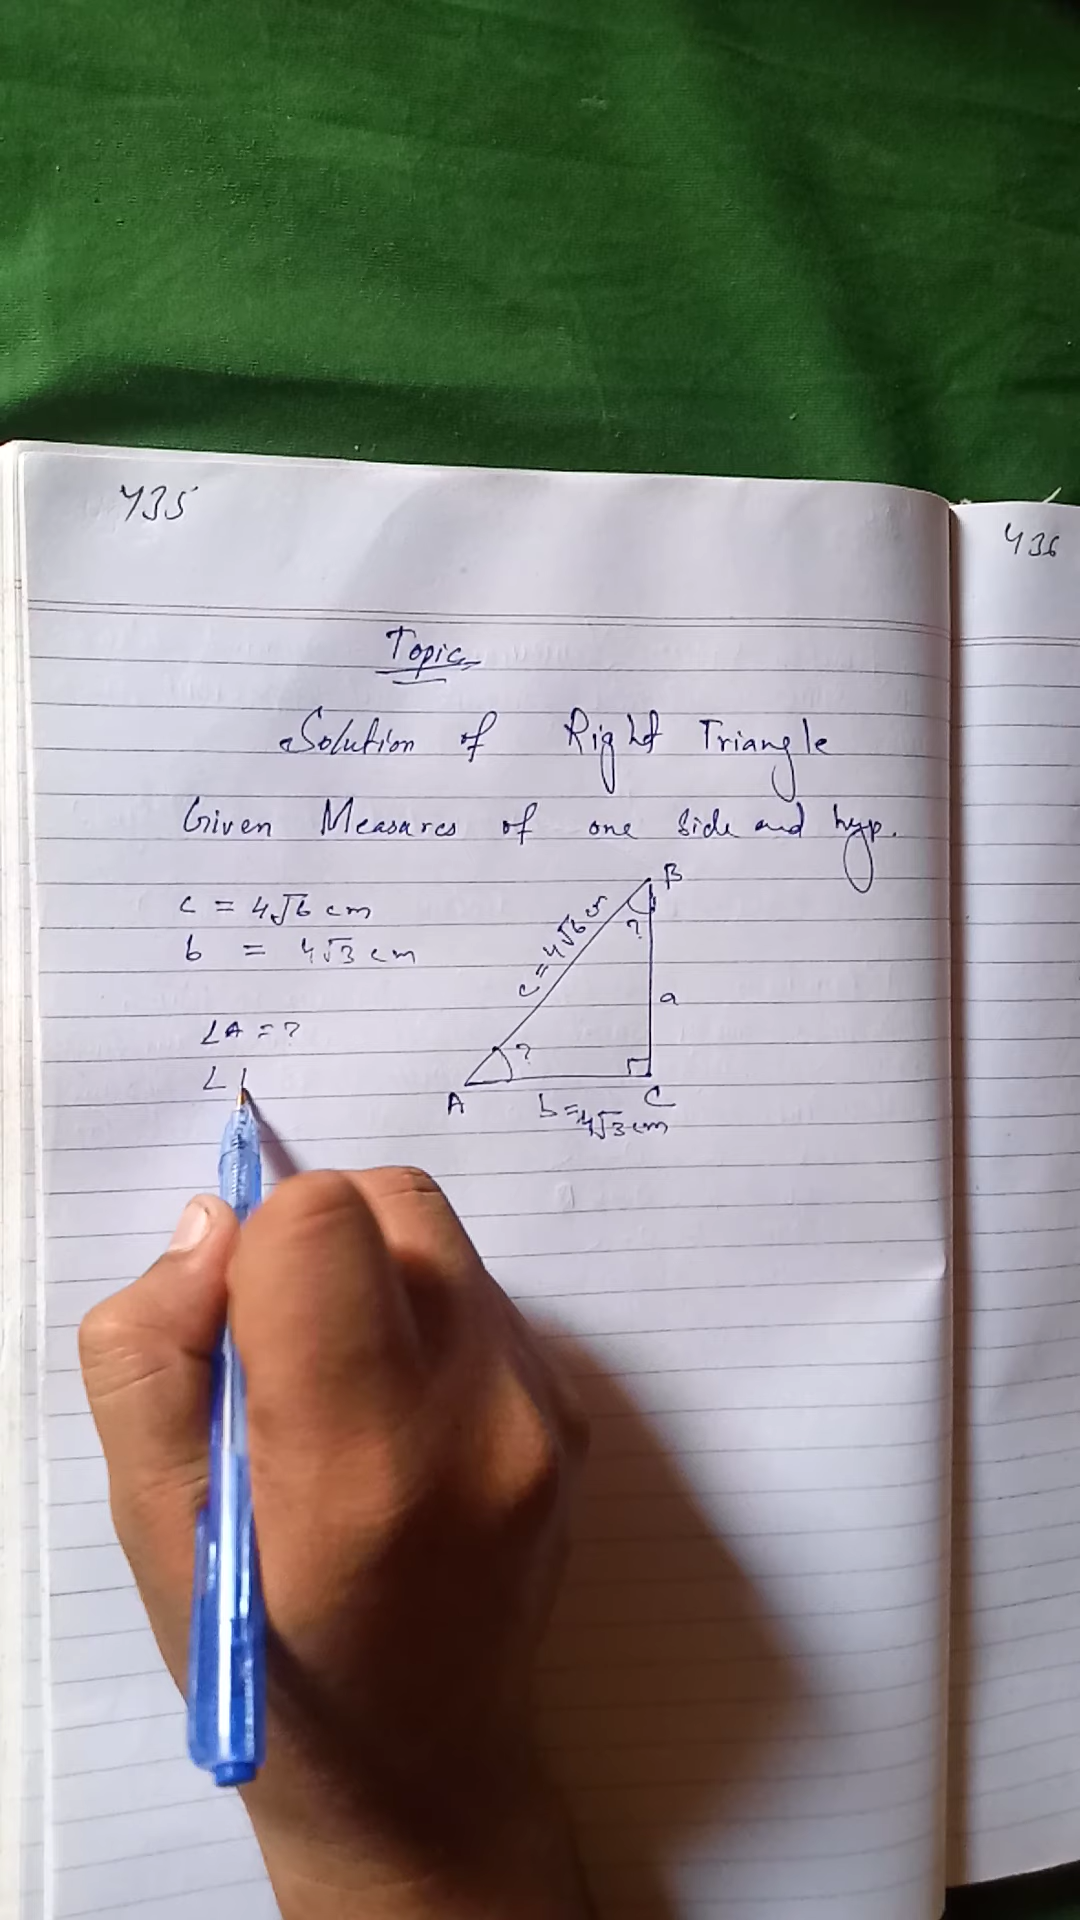 435
436
Topic
Solution of Right Triangle
Given Measures of one side and hyp.
c = 4√6 cm
b = 4√3 cm
∠A = ?
∠
B
?
c = 4√6
a
?
A
C
b = 4√3 cm